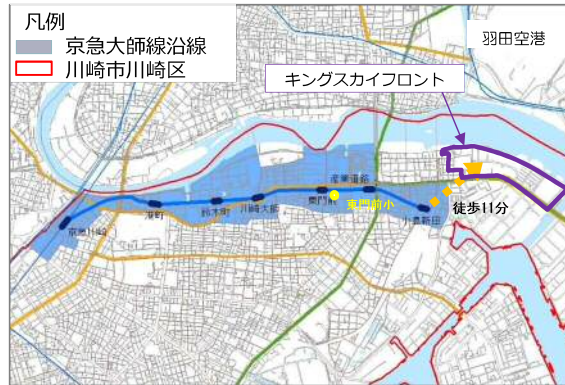 凡例
京急大師線沿線
川崎市川崎区
羽田空港
キングスカイフロント
産業道路
東門前
川崎大師
鈴木町
港町
京急川崎
東門前小
小島新田
徒歩11分